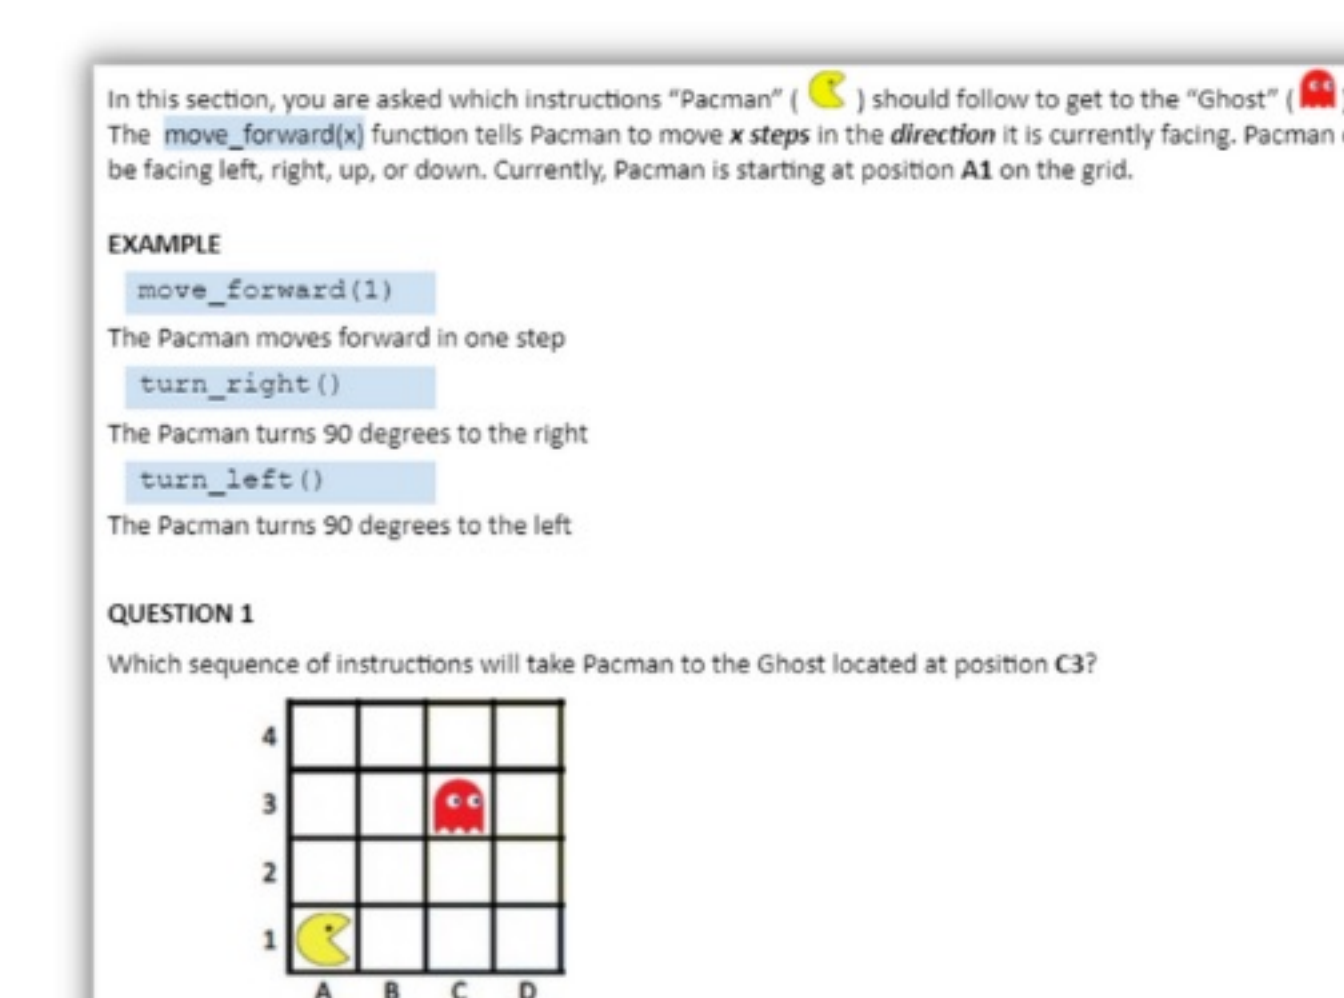 In this section, you are asked which instructions "Pacman" ( ) should follow to get to the "Ghost" (
The move_forward(x) function tells Pacman to move x steps in the direction it is currently facing. Pacman
be facing left, right, up, or down. Currently, Pacman is starting at position A1 on the grid.
EXAMPLE
move_forward(1)
The Pacman moves forward in one step
turn_right()
The Pacman turns 90 degrees to the right
turn_left()
The Pacman turns 90 degrees to the left
QUESTION 1
Which sequence of instructions will take Pacman to the Ghost located at position C3?
4
3
2
1
A B C D